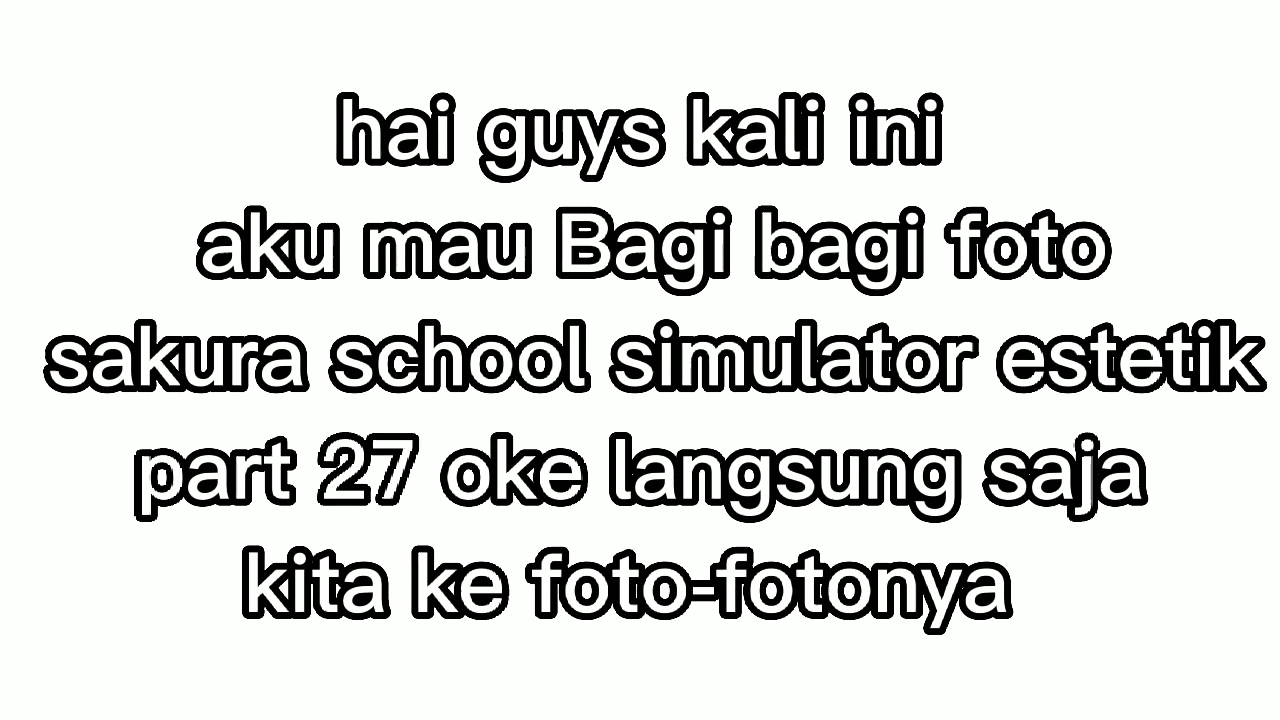 hai guys kali ini
aku mau Bagi bagi foto
sakura school simulator estetik
part 27 oke langsung saja
kita ke foto-fotonya